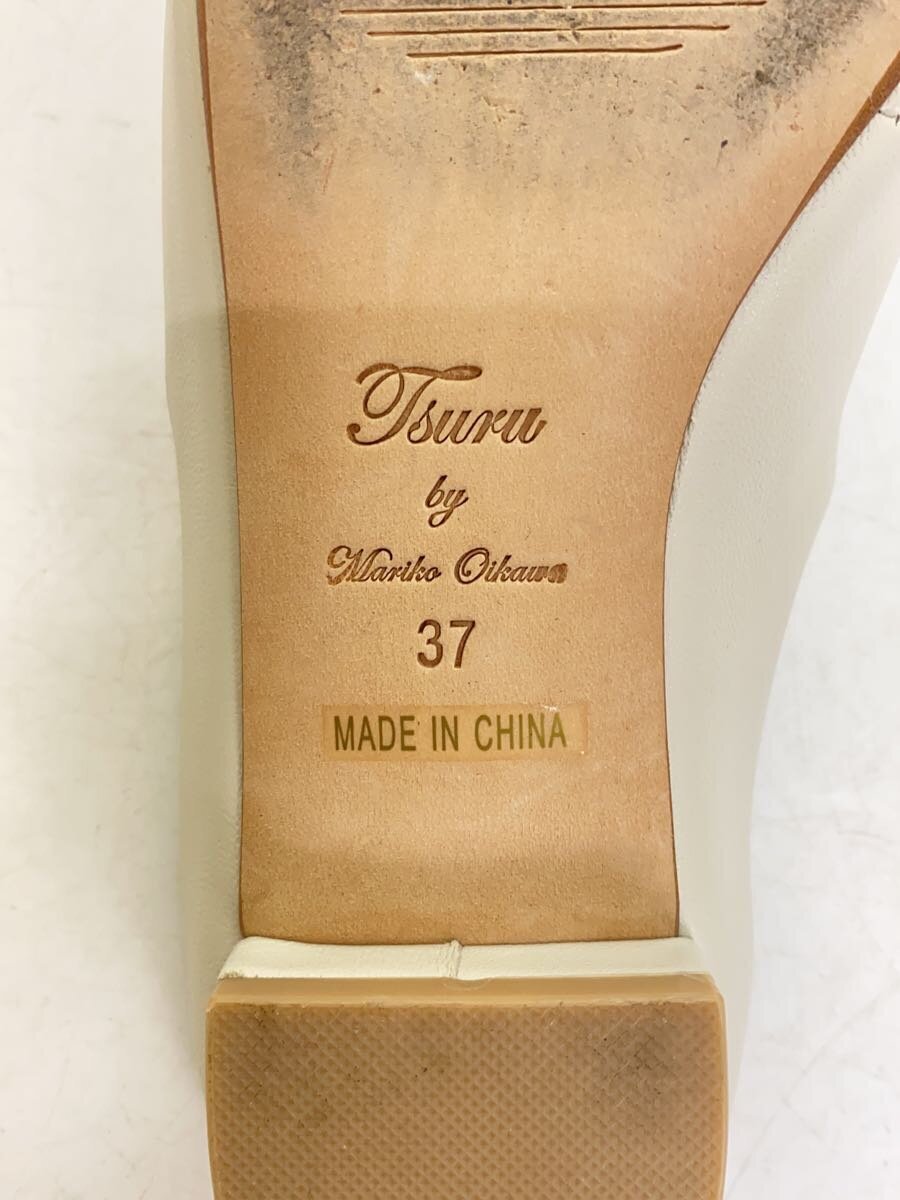 Tsuru
by
Mariko Oikawa
37
MADE IN CHINA